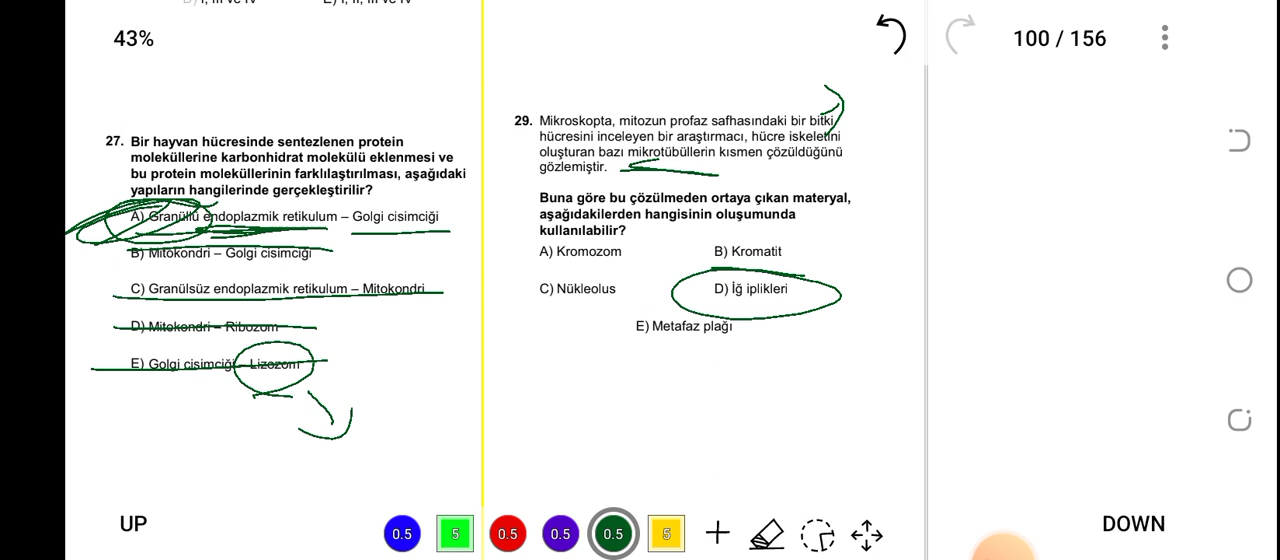 43%
100 / 156
27. Bir hayvan hücresinde sentezlenen protein
moleküllerine karbonhidrat molekülü eklenmesi ve
bu protein moleküllerinin farklılaştırılması, aşağıdaki
yapıların hangilerinde gerçekleştirilir?
A) Granüllü endoplazmik retikulum – Golgi cisimciği
B) Mitokondri – Golgi cisimciği
C) Granülsüz endoplazmik retikulum – Mitokondri
D) Mitokondri – Ribozom
E) Golgi cisimciği – Lizozom
29. Mikroskopta, mitozun profaz safhasındaki bir bitki
hücresini inceleyen bir araştırmacı, hücre iskeletini
oluşturan bazı mikrotübüllerin kısmen çözüldüğünü
gözlemiştir.
Buna göre bu çözülmeden ortaya çıkan materyal,
aşağıdakilerden hangisinin oluşumunda
kullanılabilir?
A) Kromozom B) Kromatit
C) Nükleolus D) İğ iplikleri
E) Metafaz plağı
UP
0.5 5 0.5 0.5 0.5 5
DOWN